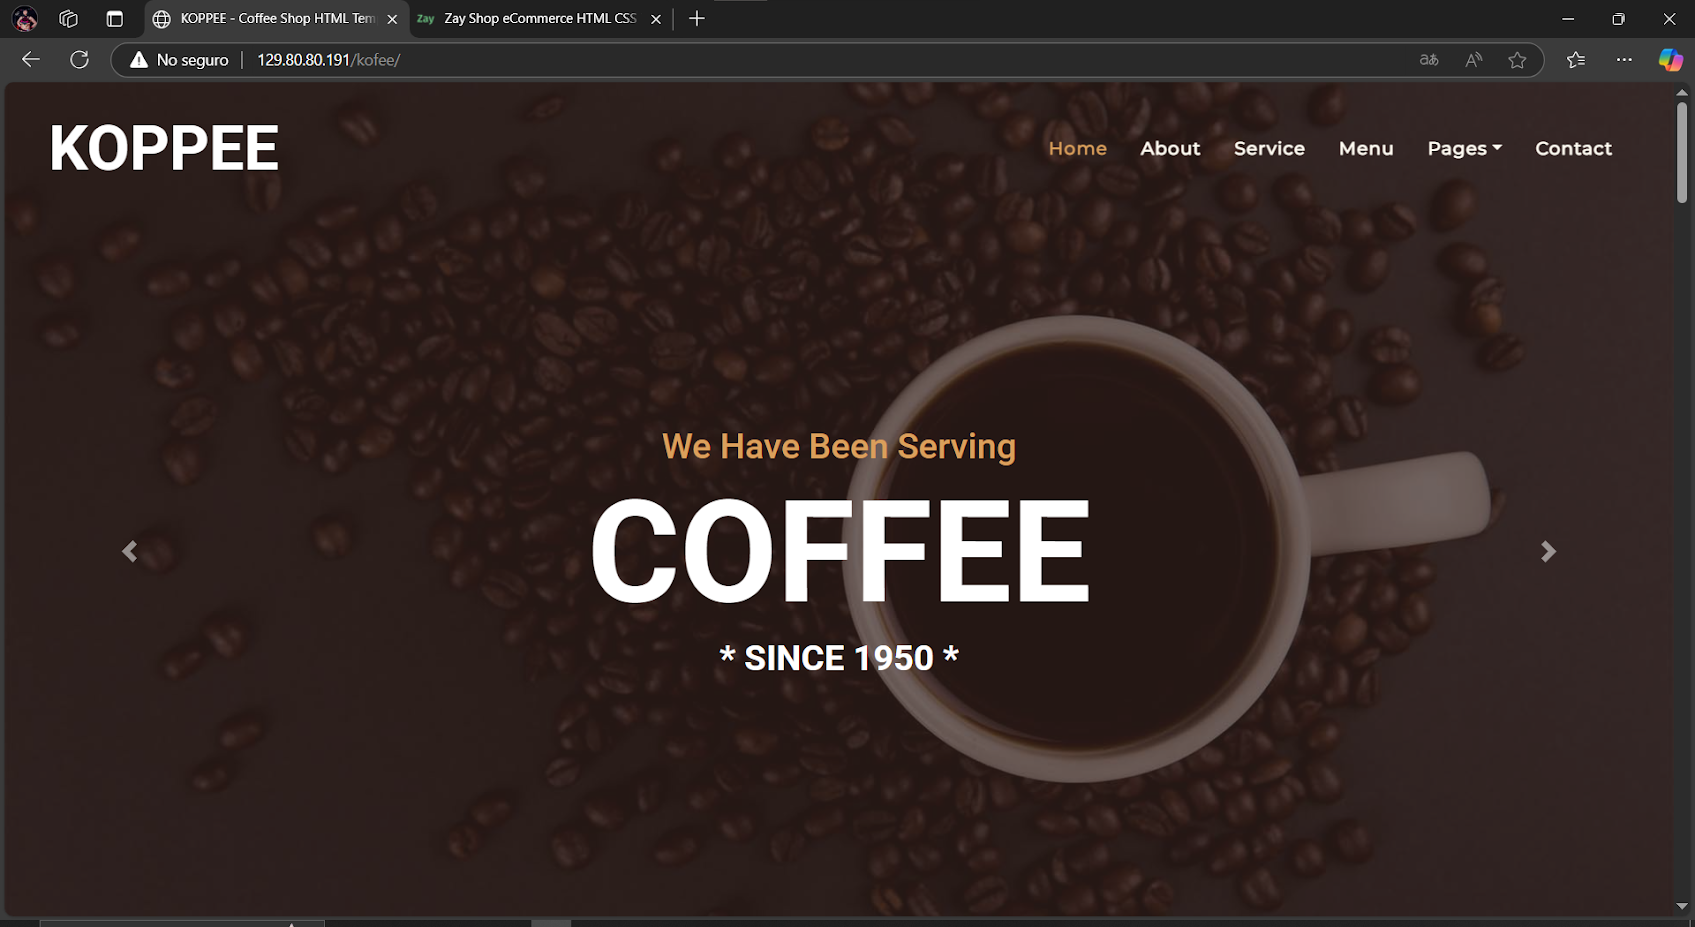 KOPPEE - Coffee Shop HTML Tem
Zay Zay Shop eCommerce HTML CSS
No seguro 129.80.80.191/kofee/
KOPPEE
Home About Service Menu Pages Contact
We Have Been Serving
COFFEE
* SINCE 1950 *